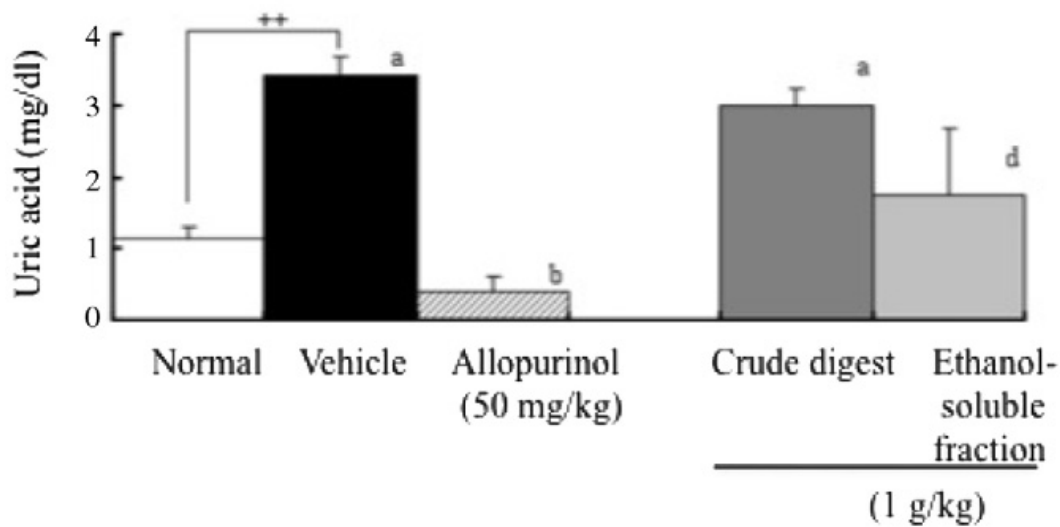 ++
4
a
a
3
Uric acid (mg/dl)
2
d
1
b
0
Normal Vehicle Allopurinol Crude digest Ethanol-
(50 mg/kg) soluble
fraction
(1 g/kg)